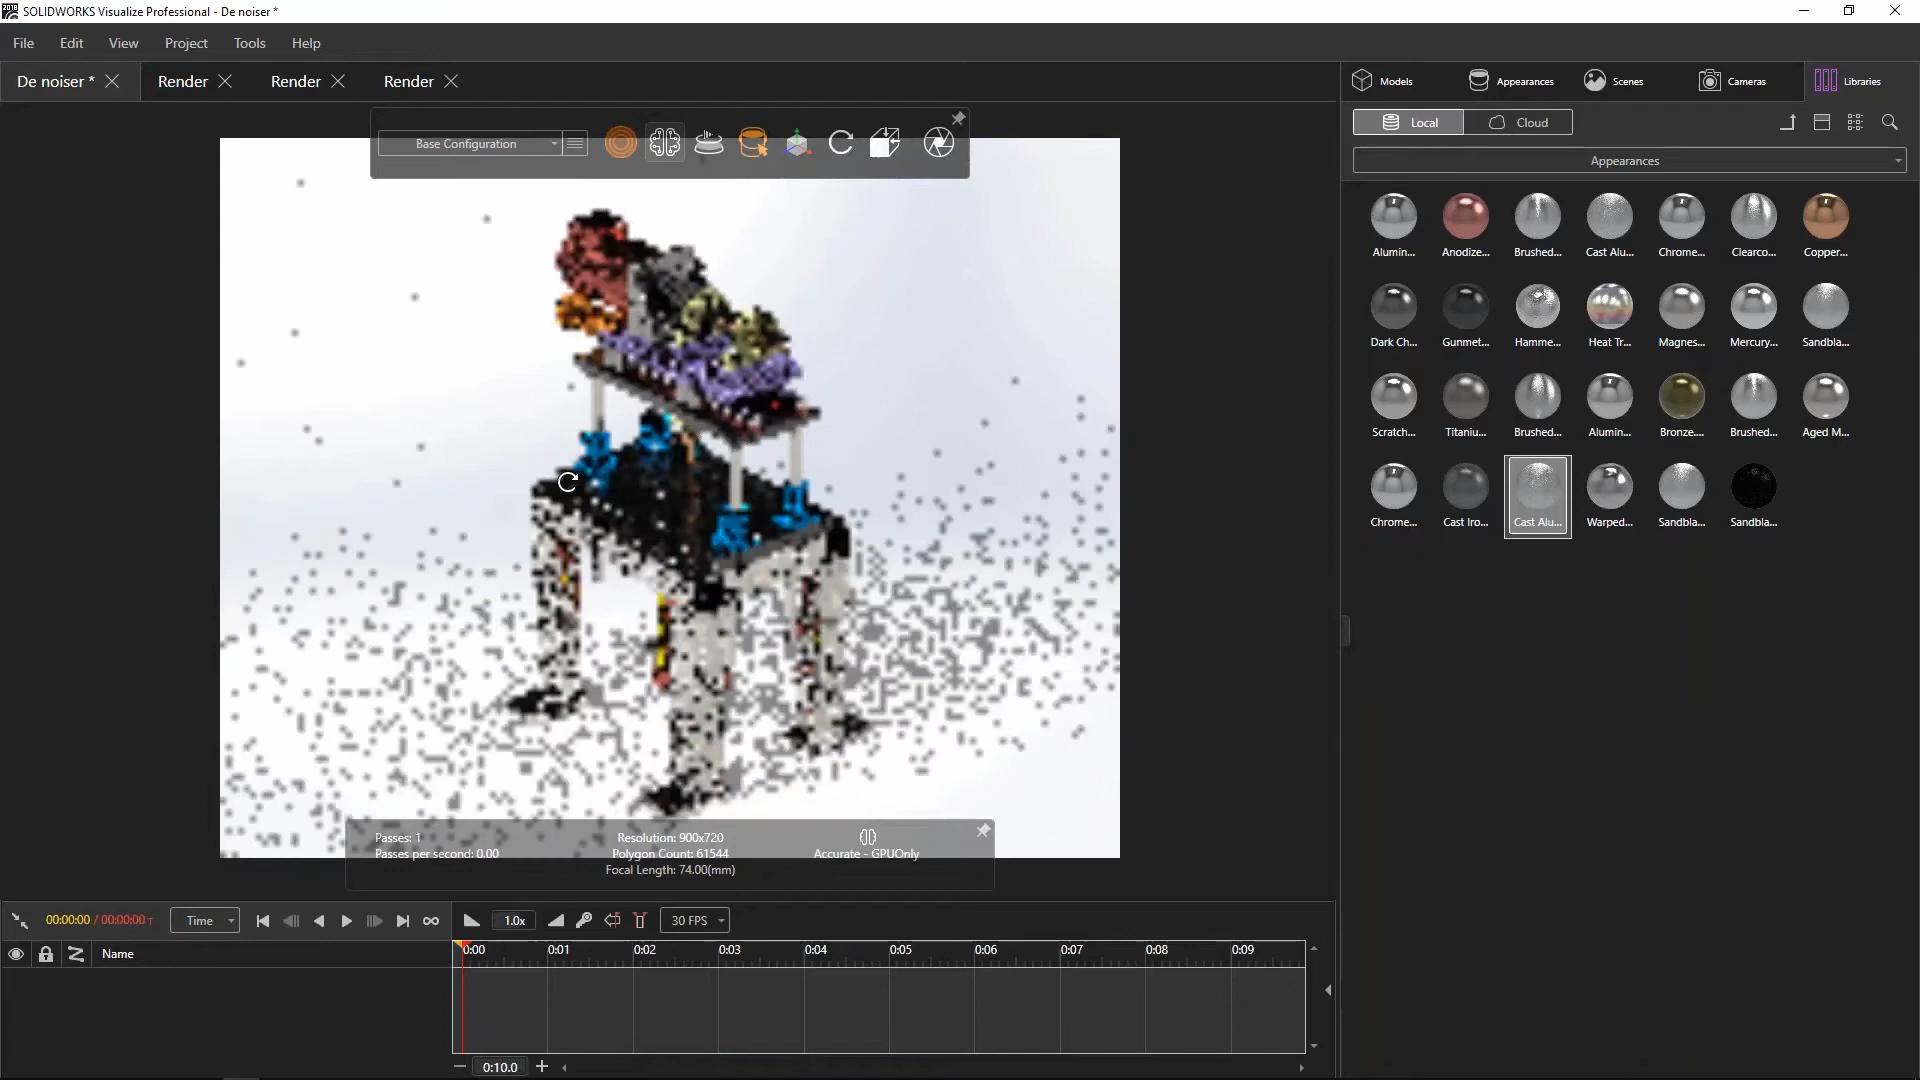 2018 SOLIDWORKS Visualize Professional - De noiser *
File Edit View Project Tools Help
De noiser * Render Render Render
Models Appearances Scenes Cameras Libraries
Base Configuration
Local Cloud
Appearances
Alumin... Anodize... Brushed... Cast Alu... Chrome... Clearco... Copper...
Dark Ch... Gunmet... Hamme... Heat Tr... Magnes... Mercury... Sandbla...
Scratch... Titaniu... Brushed... Alumin... Bronze.... Brushed... Aged M...
Chrome... Cast Iro... Cast Alu... Warped... Sandbla... Sandbla...
Passes: 1 Resolution: 900x720
Passes per second: 0.00 Polygon Count: 61544 Accurate - GPUOnly
Focal Length: 74.00(mm)
00:00:00 / 00:00:00 T Time 1.0x 30 FPS
Name 0:00 0:01 0:02 0:03 0:04 0:05 0:06 0:07 0:08 0:09
0:10.0